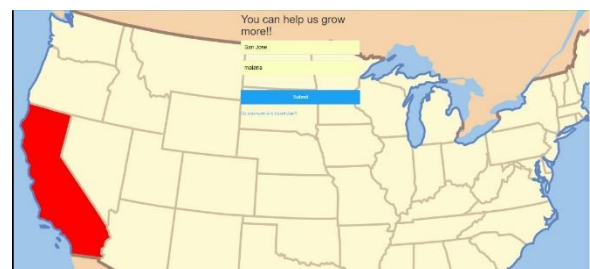 You can help us grow
more!!
San Jose
malaria
Submit